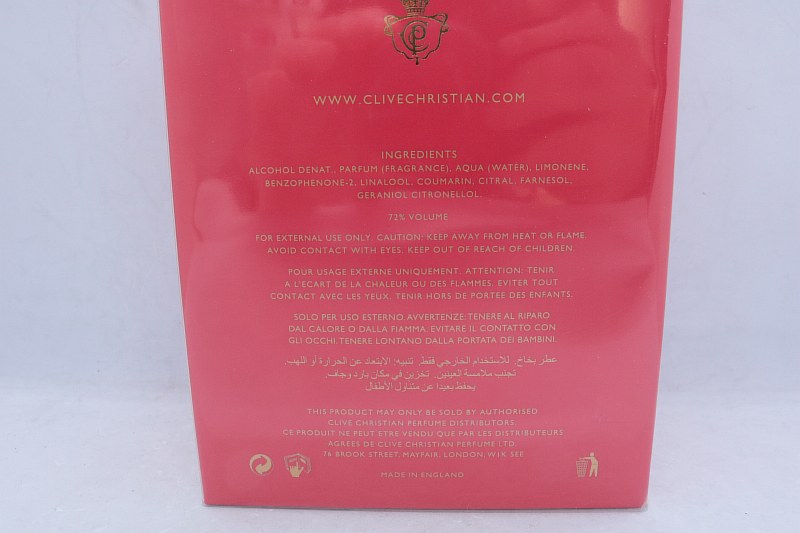 WWW.CLIVECHRISTIAN.COM
INGREDIENTS
ALCOHOL DENAT., PARFUM (FRAGRANCE), AQUA (WATER), LIMONENE,
BENZOPHENONE-2, LINALOOL, COUMARIN, CITRAL, FARNESOL,
GERANIOL CITRONELLOL.
72% VOLUME
FOR EXTERNAL USE ONLY. CAUTION: KEEP AWAY FROM HEAT OR FLAME.
AVOID CONTACT WITH EYES. KEEP OUT OF REACH OF CHILDREN.
POUR USAGE EXTERNE UNIQUEMENT. ATTENTION: TENIR
A L'ECART DE LA CHALEUR OU DES FLAMMES. EVITER TOUT
CONTACT AVEC LES YEUX. TENIR HORS DE PORTEE DES ENFANTS.
SOLO PER USO ESTERNO. AVVERTENZE: TENERE AL RIPARO
DAL CALORE O DALLA FIAMMA. EVITARE IL CONTATTO CON
GLI OCCHI. TENERE LONTANO DALLA PORTATA DEI BAMBINI.
عطر بخاخ. للاستخدام الخارجي فقط. تنبيه: الابتعاد عن الحرارة أو اللهب.
تجنب ملامسة العينين. تخزين في مكان بارد وجاف.
يحفظ بعيدا عن متناول الأطفال
THIS PRODUCT MAY ONLY BE SOLD BY AUTHORISED
CLIVE CHRISTIAN PERFUME DISTRIBUTORS.
CE PRODUIT NE PEUT ETRE VENDU QUE PAR LES DISTRIBUTEURS
AGREES DE CLIVE CHRISTIAN PERFUME LTD.
76 BROOK STREET, MAYFAIR, LONDON, W1K 5EE
MADE IN ENGLAND